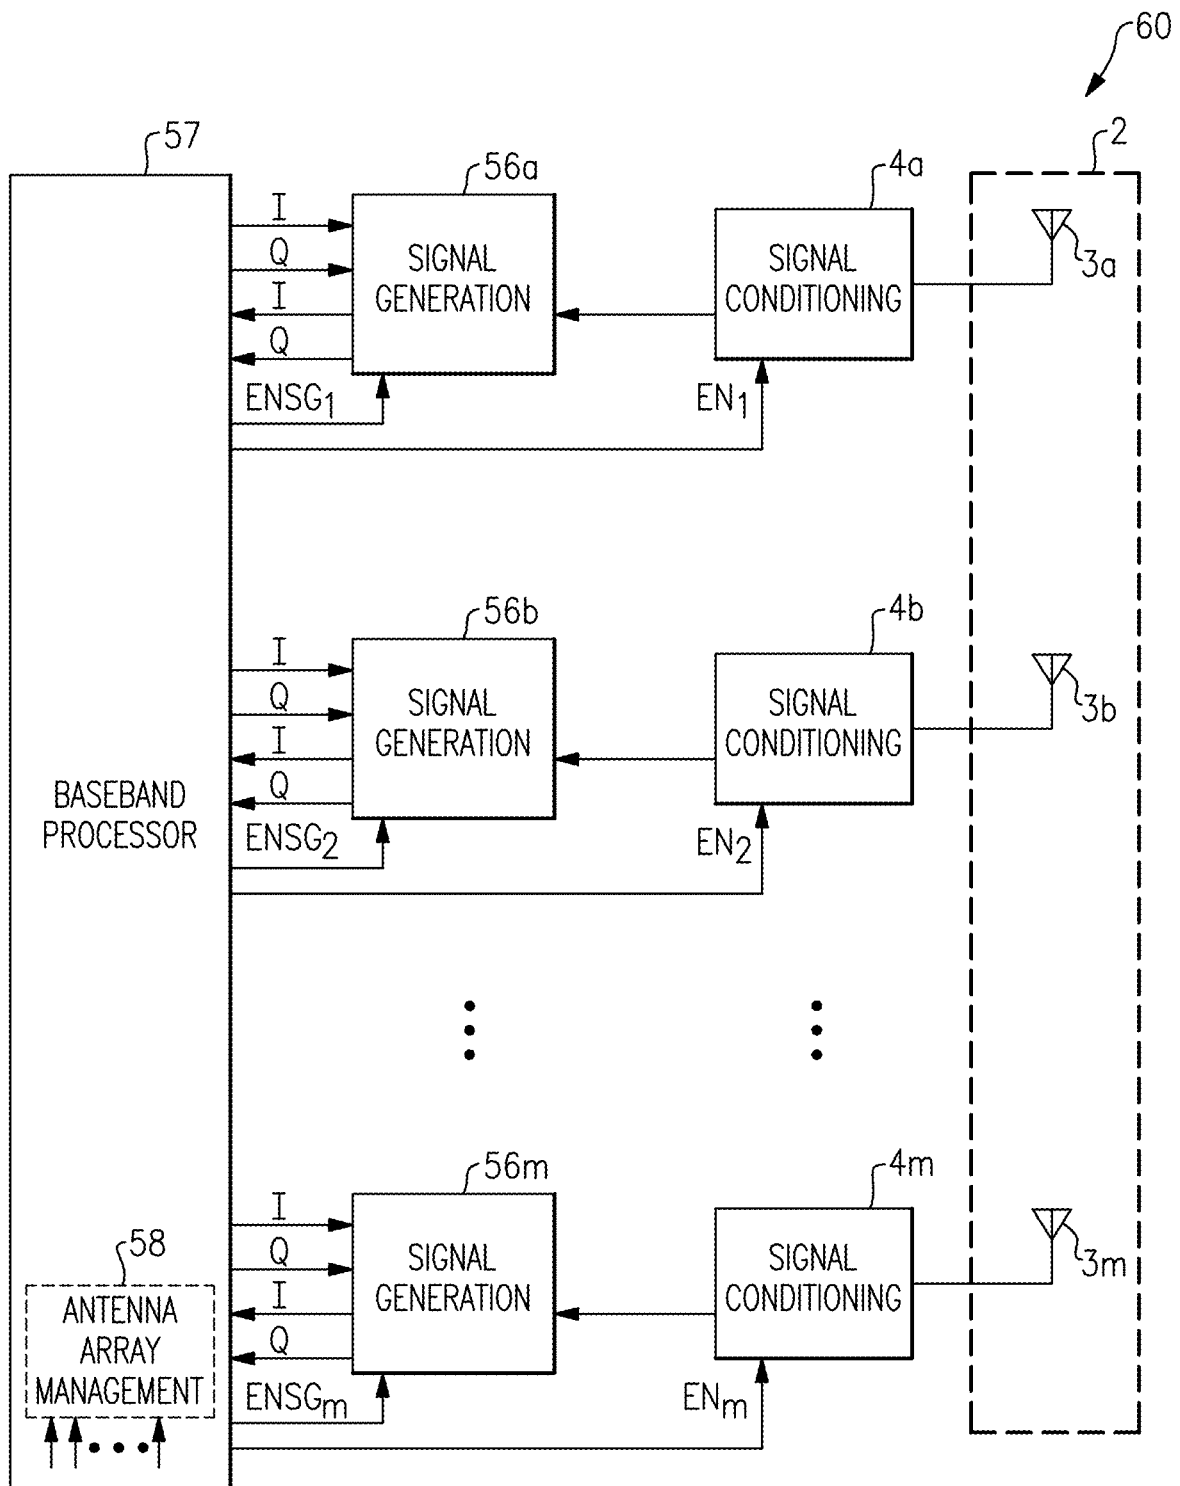 60
57
56a
4a
2
I
Q
I
Q
SIGNAL
GENERATION
SIGNAL
CONDITIONING
3a
ENSG1
EN1
56b
4b
I
Q
I
Q
SIGNAL
GENERATION
SIGNAL
CONDITIONING
3b
BASEBAND
PROCESSOR
ENSG2
EN2
56m
4m
I
Q
I
Q
SIGNAL
GENERATION
SIGNAL
CONDITIONING
3m
58
ANTENNA
ARRAY
MANAGEMENT
ENSGm
ENm